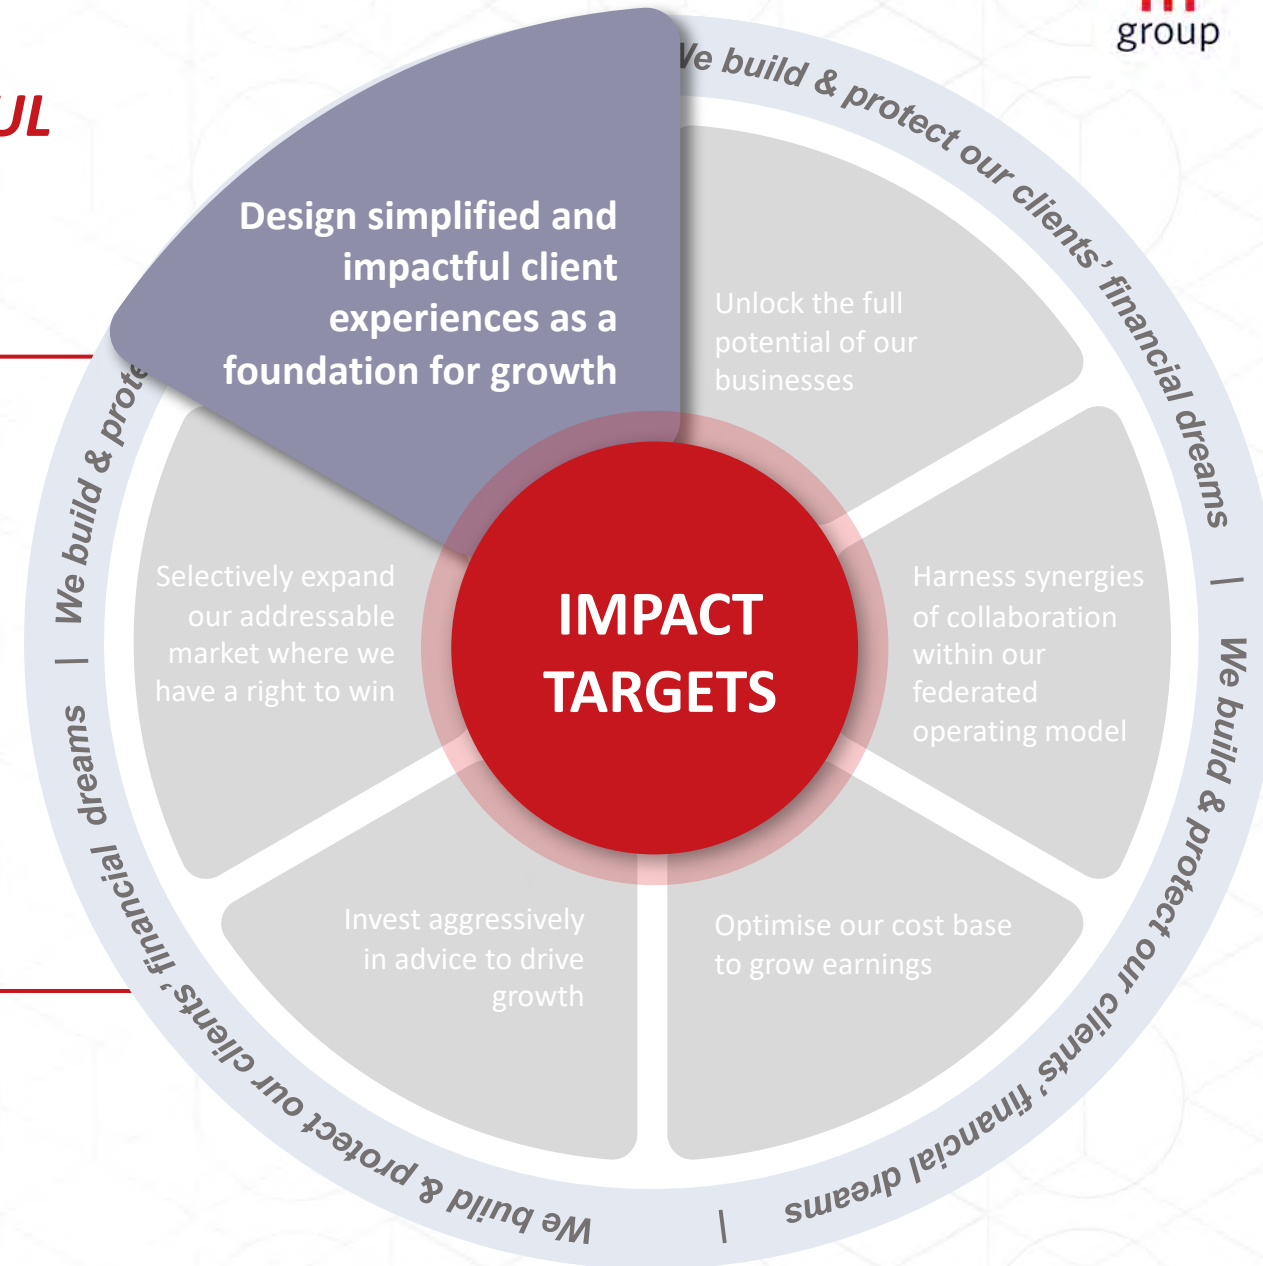 group
UL
We build & protect our clients’ financial dreams | We build & protect our clients’ financial dreams | We build & protect our clients’ financial dreams | We build & prote
Design simplified and
impactful client
experiences as a
foundation for growth
Unlock the full
potential of our
businesses
Harness synergies
of collaboration
within our
federated
operating model
Optimise our cost base
to grow earnings
Invest aggressively
in advice to drive
growth
Selectively expand
our addressable
market where we
have a right to win
IMPACT
TARGETS